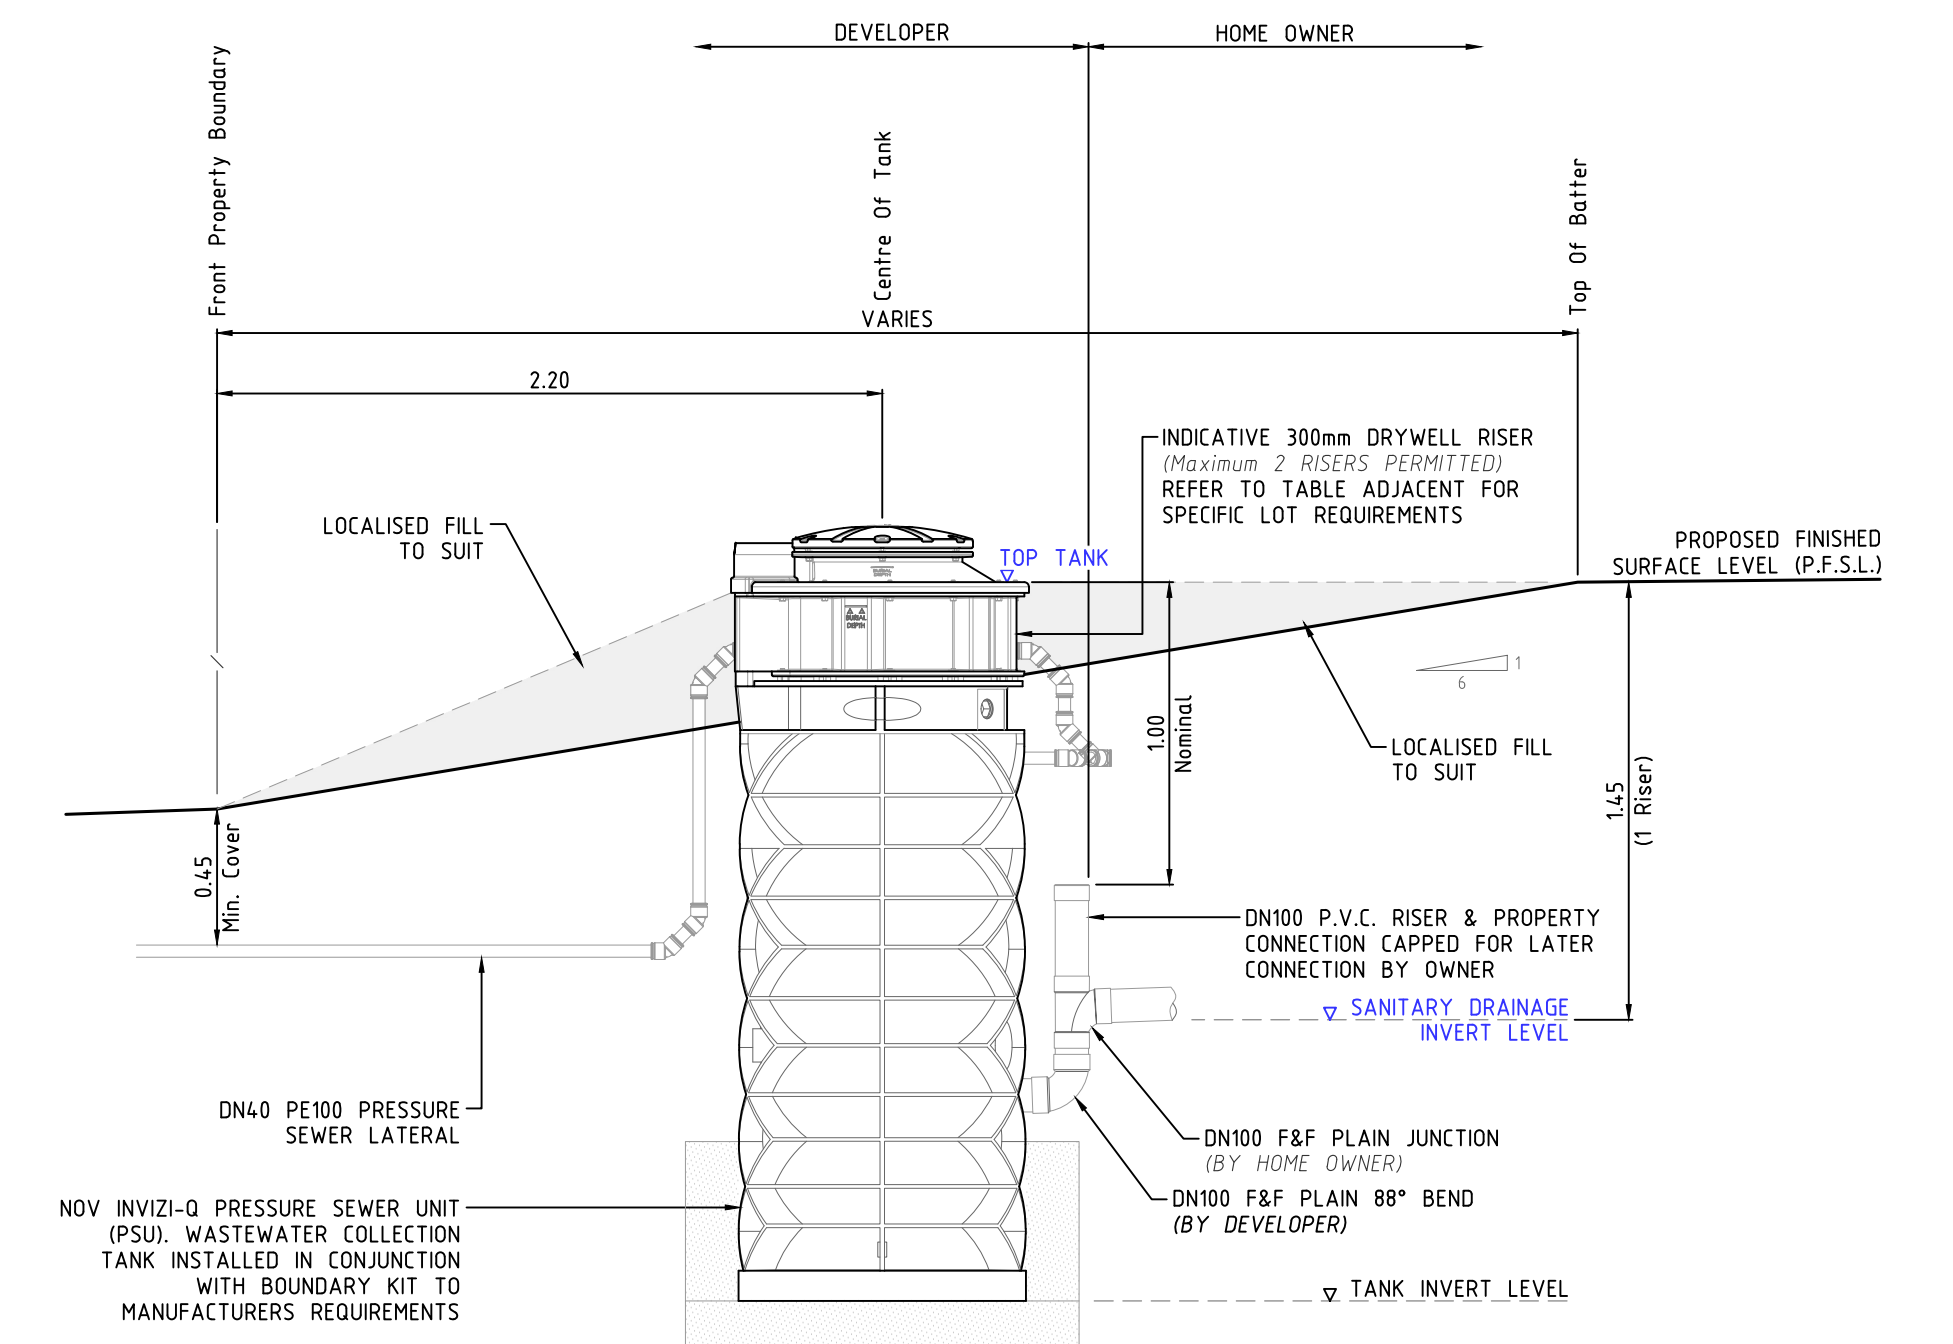 DEVELOPER
HOME OWNER
Front Property Boundary
Centre Of Tank
Top Of Batter
VARIES
2.20
INDICATIVE 300mm DRYWELL RISER
(Maximum 2 RISERS PERMITTED)
REFER TO TABLE ADJACENT FOR
SPECIFIC LOT REQUIREMENTS
LOCALISED FILL
TO SUIT
TOP TANK
PROPOSED FINISHED
SURFACE LEVEL (P.F.S.L.)
BURIAL
DEPTH
BURIAL
DEPTH
1
6
1.00
Nominal
LOCALISED FILL
TO SUIT
1.45
(1 Riser)
0.45
Min. Cover
DN100 P.V.C. RISER & PROPERTY
CONNECTION CAPPED FOR LATER
CONNECTION BY OWNER
SANITARY DRAINAGE
INVERT LEVEL
DN40 PE100 PRESSURE
SEWER LATERAL
DN100 F&F PLAIN JUNCTION
(BY HOME OWNER)
DN100 F&F PLAIN 88° BEND
(BY DEVELOPER)
NOV INVIZI-Q PRESSURE SEWER UNIT
(PSU). WASTEWATER COLLECTION
TANK INSTALLED IN CONJUNCTION
WITH BOUNDARY KIT TO
MANUFACTURERS REQUIREMENTS
TANK INVERT LEVEL